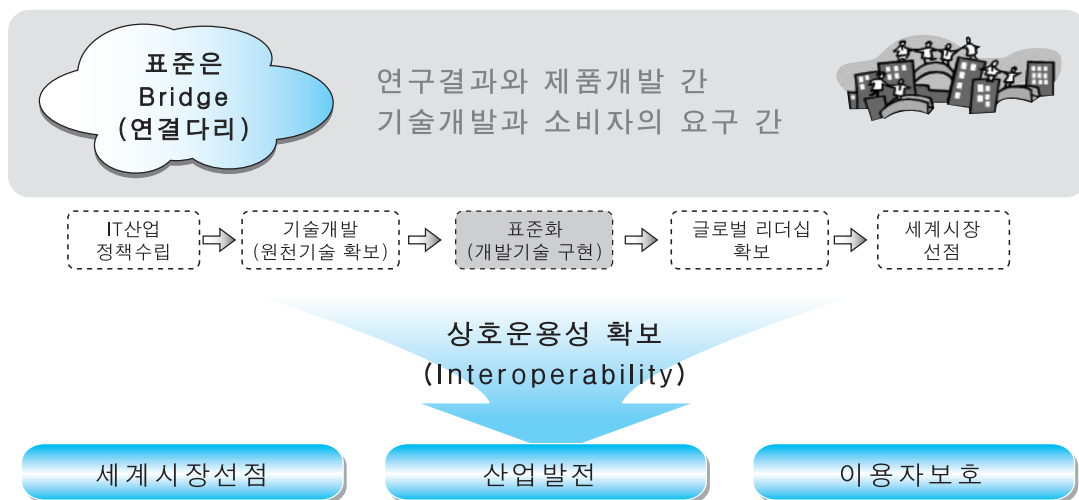 표준은
Bridge
(연결다리)
연구결과와 제품개발 간
기술개발과 소비자의 요구 간
IT산업
정책수립
기술개발
(원천기술 확보)
표준화
(개발기술 구현)
글로벌 리더십
확보
세계시장
선점
상호운용성 확보
(Interoperability)
세계시장선점
산업발전
이용자보호